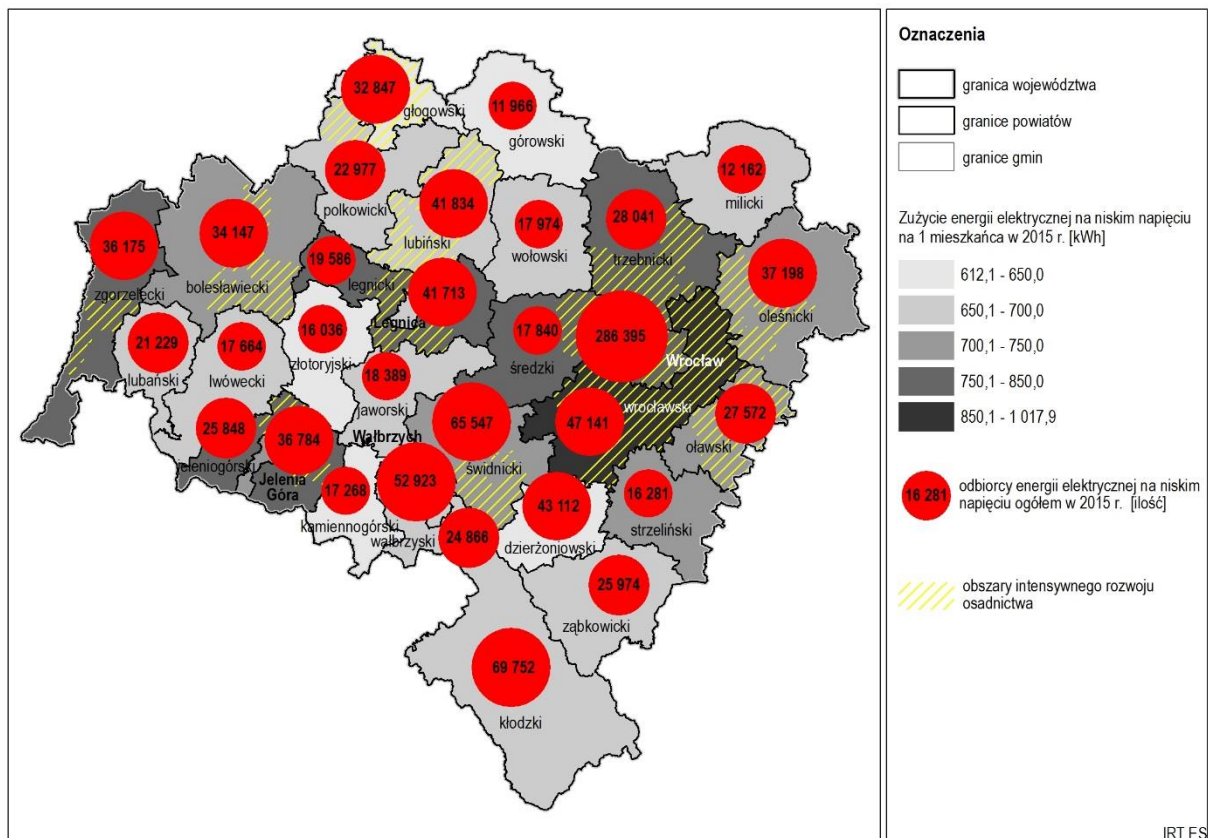 32 847
głogowski
11 966
górowski
22 977
polkowicki
41 834
lubiński
17 974
wołowski
28 041
trzebnicki
12 162
milicki
36 175
zgorzelecki
34 147
bolesławiecki
19 586
legnicki
41 713
Legnica
37 198
oleśnicki
21 229
lubański
17 664
lwówecki
16 036
złotoryjski
18 389
jaworski
17 840
średzki
286 395
Wrocław
wrocławski
47 141
27 572
oławski
25 848
jeleniogórski
36 784
Jelenia
Góra
Wałbrzych
52 923
65 547
świdnicki
17 268
kamiennogórski
wałbrzyski
24 866
43 112
dzierżoniowski
16 281
strzeliński
25 974
ząbkowicki
69 752
kłodzki
Oznaczenia
granica województwa
granice powiatów
granice gmin
Zużycie energii elektrycznej na niskim napięciu
na 1 mieszkańca w 2015 r. [kWh]
612,1 - 650,0
650,1 - 700,0
700,1 - 750,0
750,1 - 850,0
850,1 - 1 017,9
16 281
odbiorcy energii elektrycznej na niskim
napięciu ogółem w 2015 r. [ilość]
obszary intensywnego rozwoju
osadnictwa
IRT ES